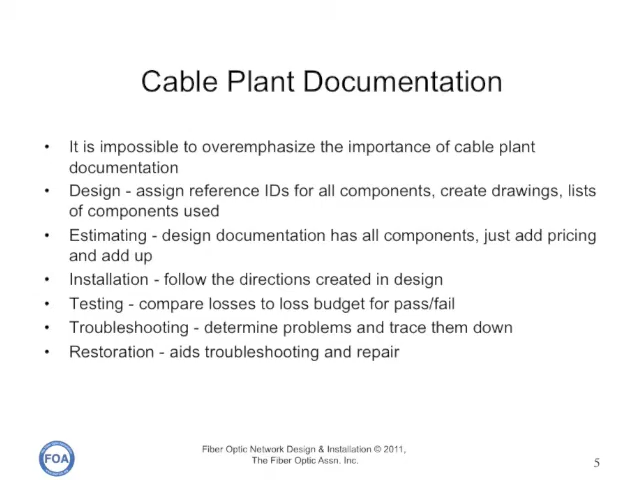 Cable Plant Documentation
• It is impossible to overemphasize the importance of cable plant
documentation
• Design - assign reference IDs for all components, create drawings, lists
of components used
• Estimating - design documentation has all components, just add pricing
and add up
• Installation - follow the directions created in design
• Testing - compare losses to loss budget for pass/fail
• Troubleshooting - determine problems and trace them down
• Restoration - aids troubleshooting and repair
FOA
Fiber Optic Network Design & Installation © 2011,
The Fiber Optic Assn. Inc.
5